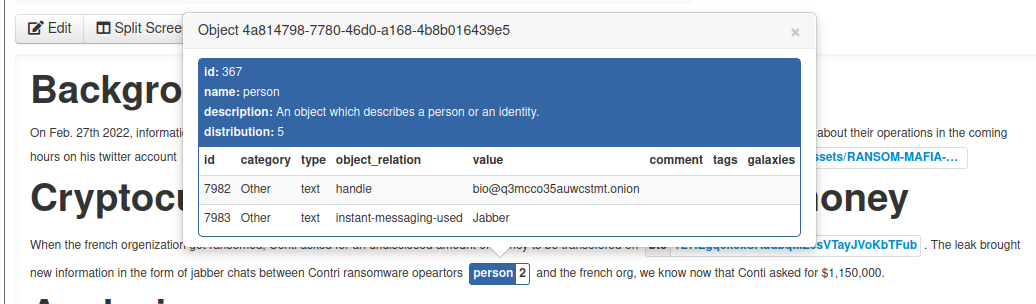 Edit Split Scree
Object 4a814798-7780-46d0-a168-4b8b016439e5 ×
id: 367
name: person
description: An object which describes a person or an identity.
distribution: 5
id category type object_relation value comment tags galaxies
7982 Other text handle bio@q3mcco35auwcstmt.onion
7983 Other text instant-messaging-used Jabber
Backgro
On Feb. 27th 2022, informati about their operations in the coming
hours on his twitter account ssets/RANSOM-MAFIA-...
Cryptocu oney
When the french orgenization got ransomed, Conti asked for an undisclosed amount of money to be transfered on
. The leak brought
new information in the form of jabber chats between Contri ransomware opeartors person 2 and the french org, we know now that Conti asked for $1,150,000.